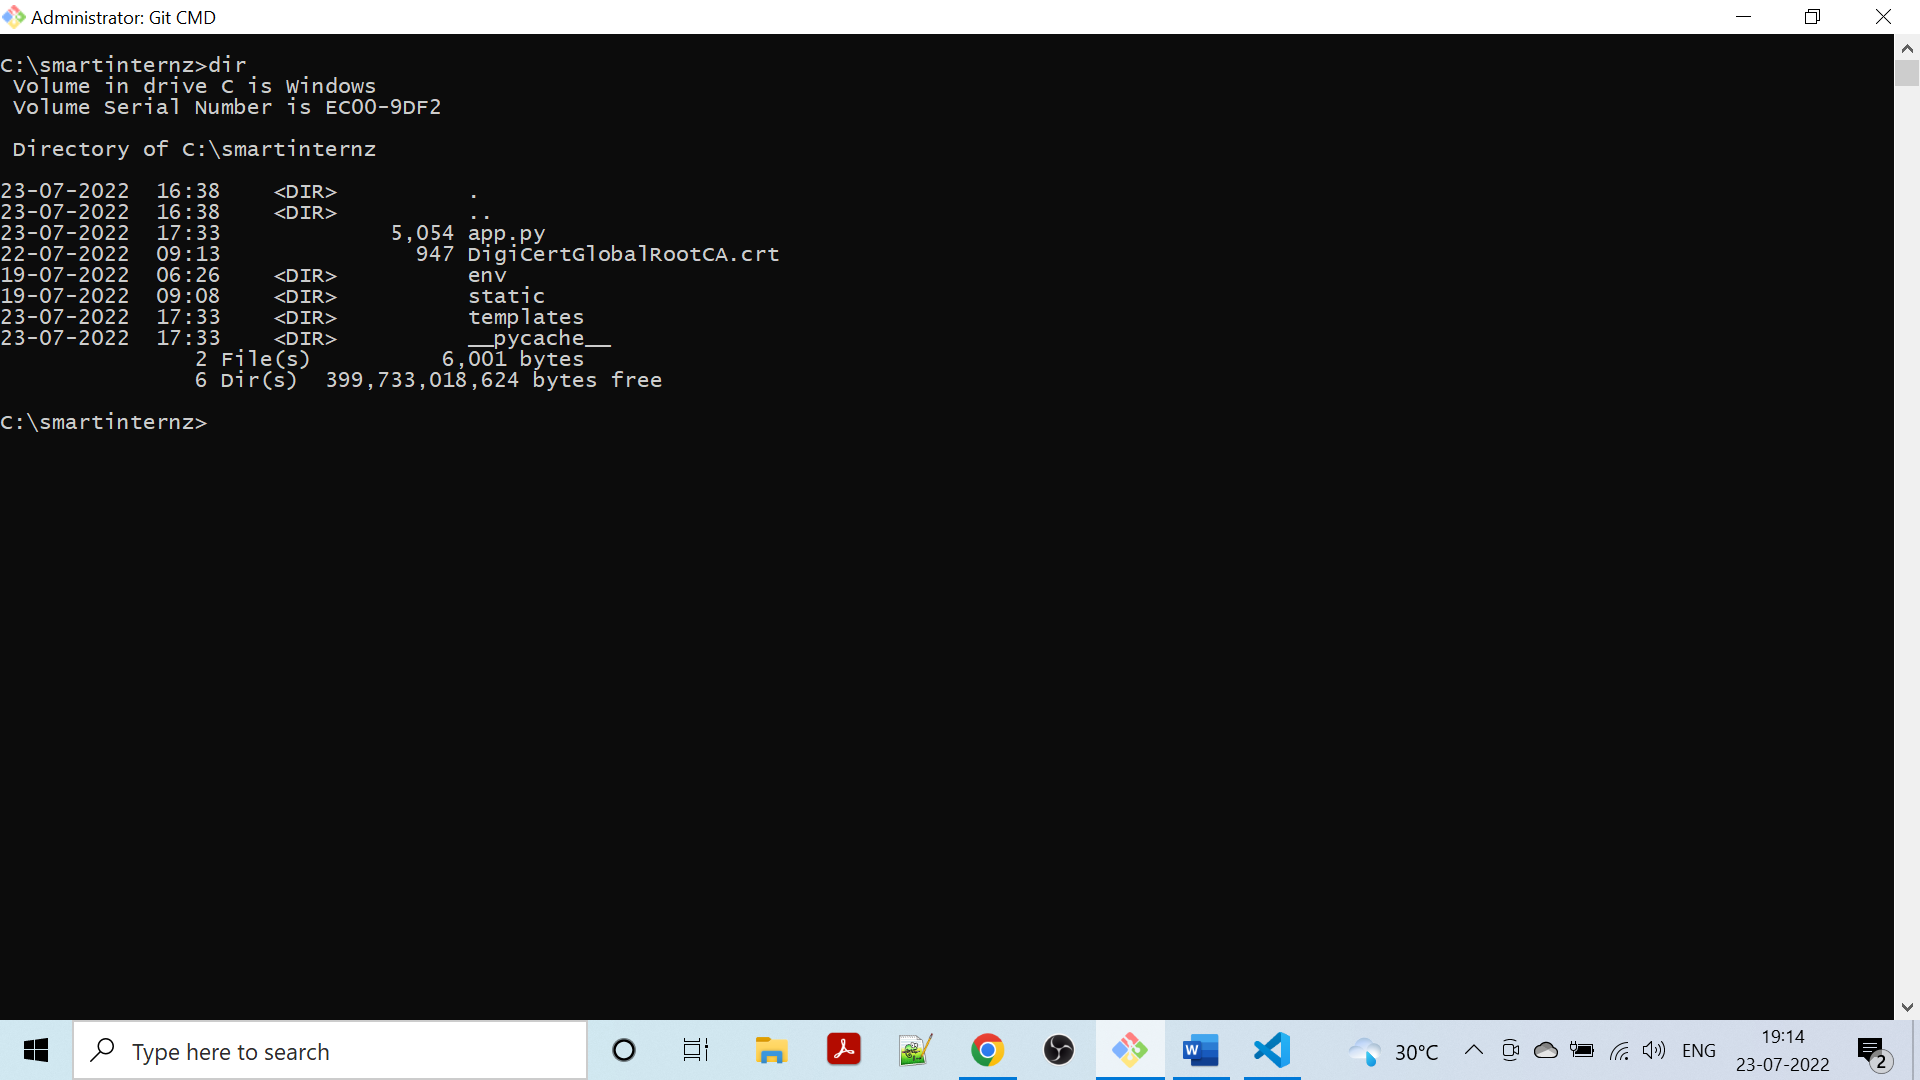 Administrator: Git CMD
C:\smartinternz>dir
Volume in drive C is Windows
Volume Serial Number is EC00-9DF2
Directory of C:\smartinternz
23-07-2022  16:38    <DIR>          .
23-07-2022  16:38    <DIR>          ..
23-07-2022  17:33             5,054 app.py
22-07-2022  09:13               947 DigiCertGlobalRootCA.crt
19-07-2022  06:26    <DIR>          env
19-07-2022  09:08    <DIR>          static
23-07-2022  17:33    <DIR>          templates
23-07-2022  17:33    <DIR>          __pycache__
2 File(s)          6,001 bytes
6 Dir(s)  399,733,018,624 bytes free
C:\smartinternz>
Type here to search
W
30°C
ENG
19:14
23-07-2022
2